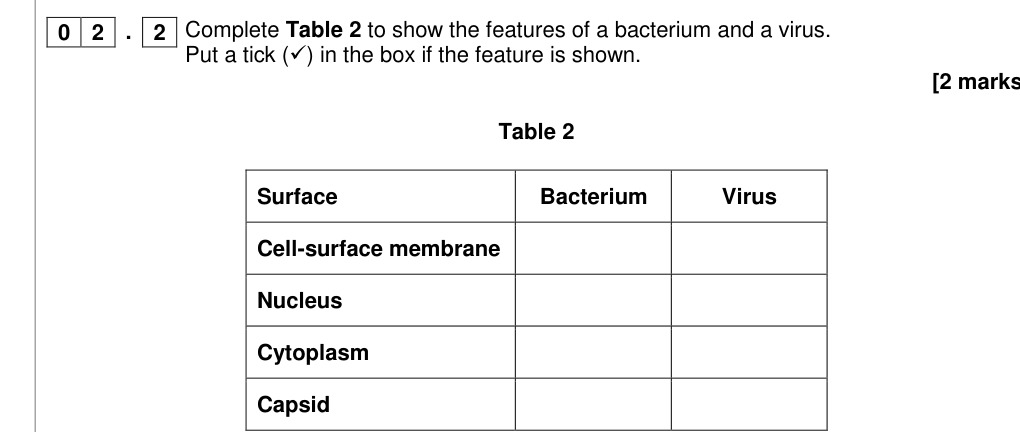 0 2 . 2 Complete Table 2 to show the features of a bacterium and a virus.
Put a tick (✓) in the box if the feature is shown.
[2 marks
Table 2
Surface Bacterium Virus
Cell-surface membrane
Nucleus
Cytoplasm
Capsid